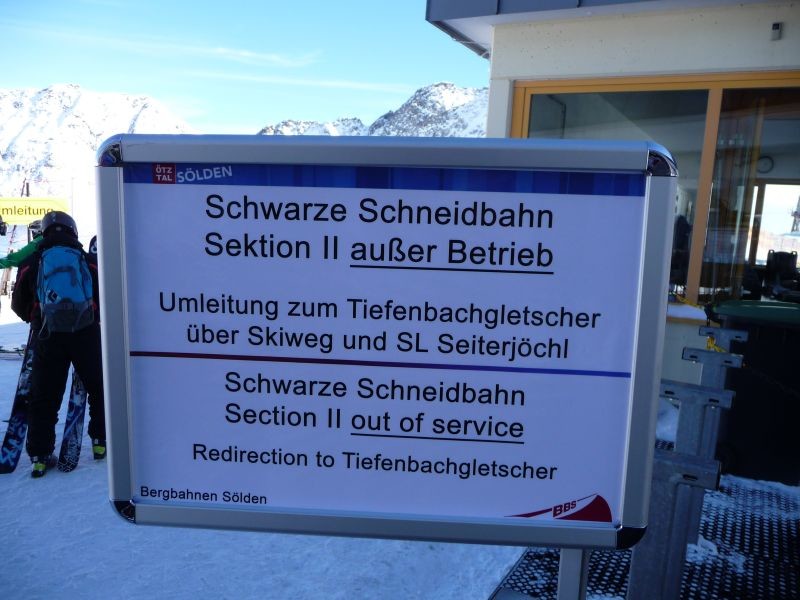 ÖTZ
TAL SÖLDEN
Schwarze Schneidbahn
Sektion II außer Betrieb
Umleitung zum Tiefenbachgletscher
über Skiweg und SL Seiterjöchl
Schwarze Schneidbahn
Section II out of service
Redirection to Tiefenbachgletscher
Bergbahnen Sölden
BBS
mleitung